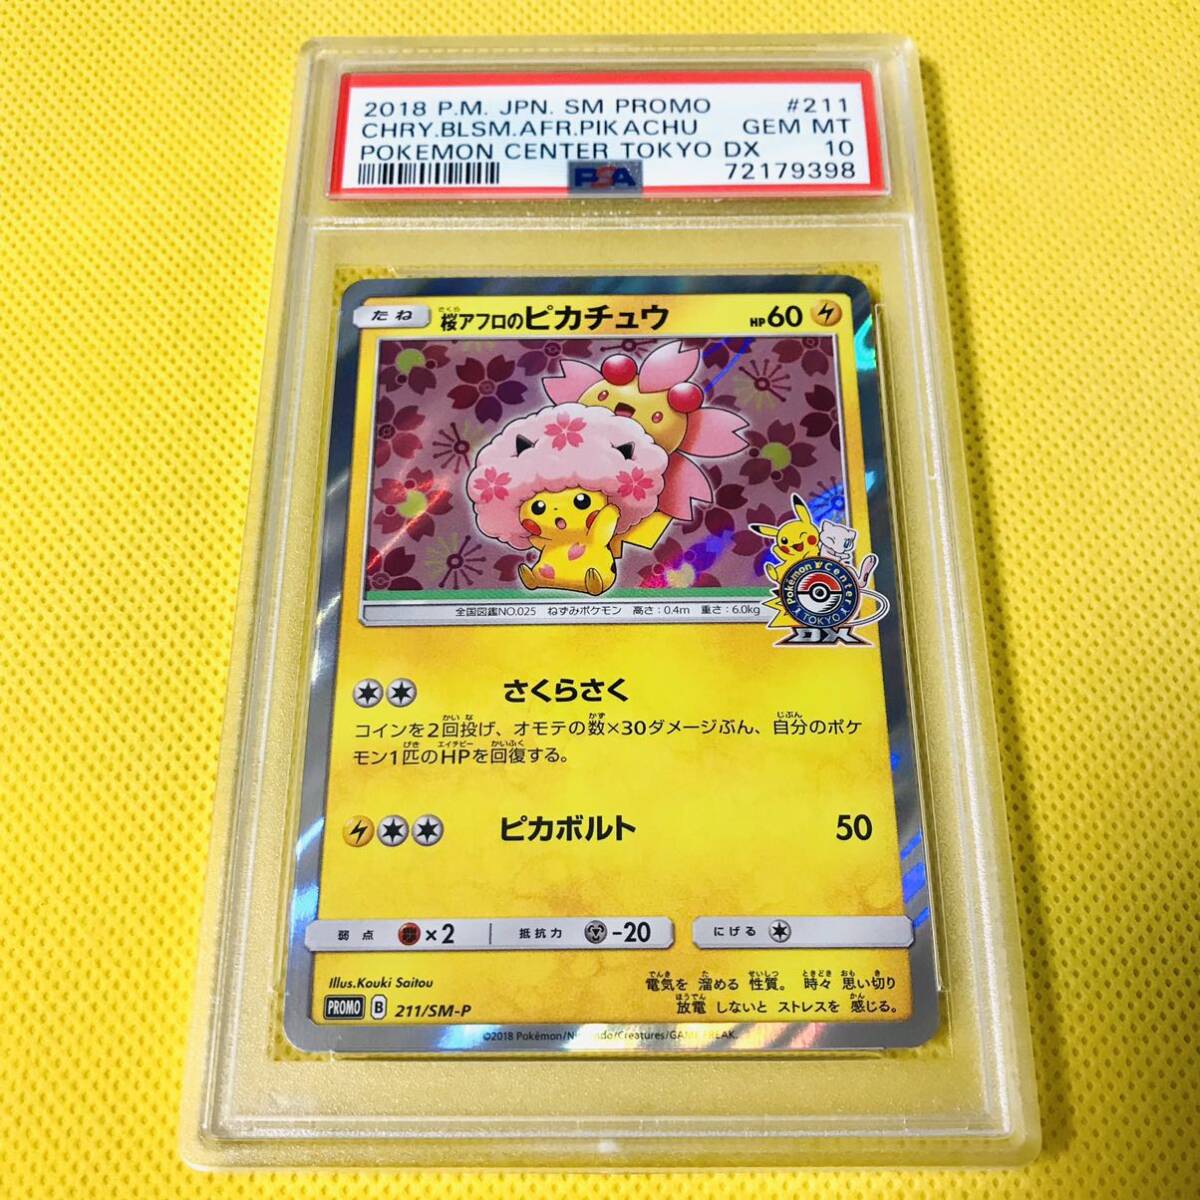 2018 P.M. JPN. SM PROMO #211
CHRY.BLSM.AFR.PIKACHU GEM MT
POKEMON CENTER TOKYO DX 10
PSA 72179398
たね 桜アフロのピカチュウ HP60
さくら
全国図鑑NO.025 ねずみポケモン 高さ:0.4m 重さ:6.0kg
Pokémon Center
TOKYO
DX
さくらさく
コインを2回投げ、オモテの数×30ダメージぶん、自分のポケ
モン1匹のHPを回復する。
ピカボルト 50
弱点 ×2 抵抗力 -20 にげる
Illus.Kouki Saitou
電気を 溜める 性質。 時々 思い切り
放電 しないと ストレスを 感じる。
PROMO B 211/SM-P
©2018 Pokémon/Nintendo/Creatures/GAME FREAK.